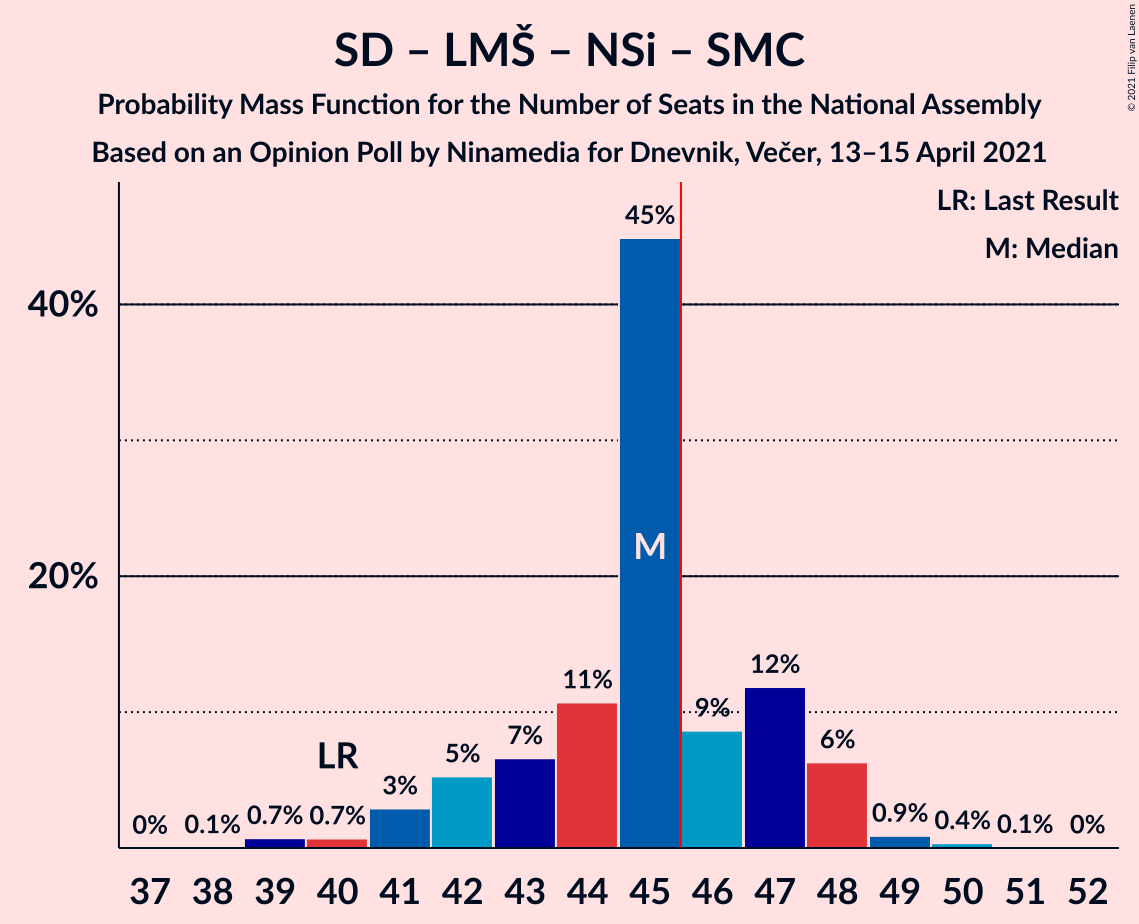 SD – LMŠ – NSi – SMC
Probability Mass Function for the Number of Seats in the National Assembly
Based on an Opinion Poll by Ninamedia for Dnevnik, Večer, 13–15 April 2021
© 2021 Filip van Laenen
LR: Last Result
M: Median
45%
40%
M
20%
12%
11%
9%
7%
6%
LR
5%
3%
0% 0.1% 0.7% 0.7% 0.9% 0.4% 0.1% 0%
37 38 39 40 41 42 43 44 45 46 47 48 49 50 51 52